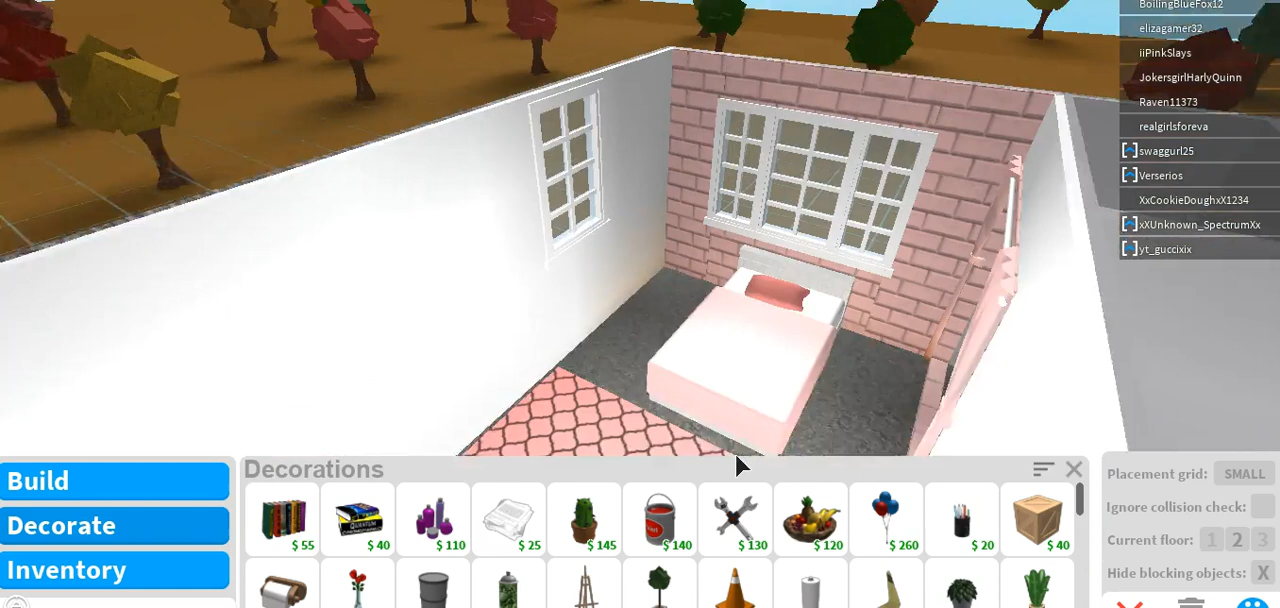 BoilingBlueFox12
elizagamer32
iiPinkSlays
JokersgirlHarlyQuinn
Raven11373
realgirlsforeva
swaggurl25
Verserios
XxCookieDoughxX1234
xXUnknown_SpectrumXx
yt_guccixix
Build
Decorate
Inventory
Decorations
$ 55
$ 40
$ 110
$ 25
$ 145
$ 140
$ 130
$ 120
$ 260
$ 20
$ 40
Placement grid: SMALL
Ignore collision check:
Current floor: 1 2 3
Hide blocking objects: X